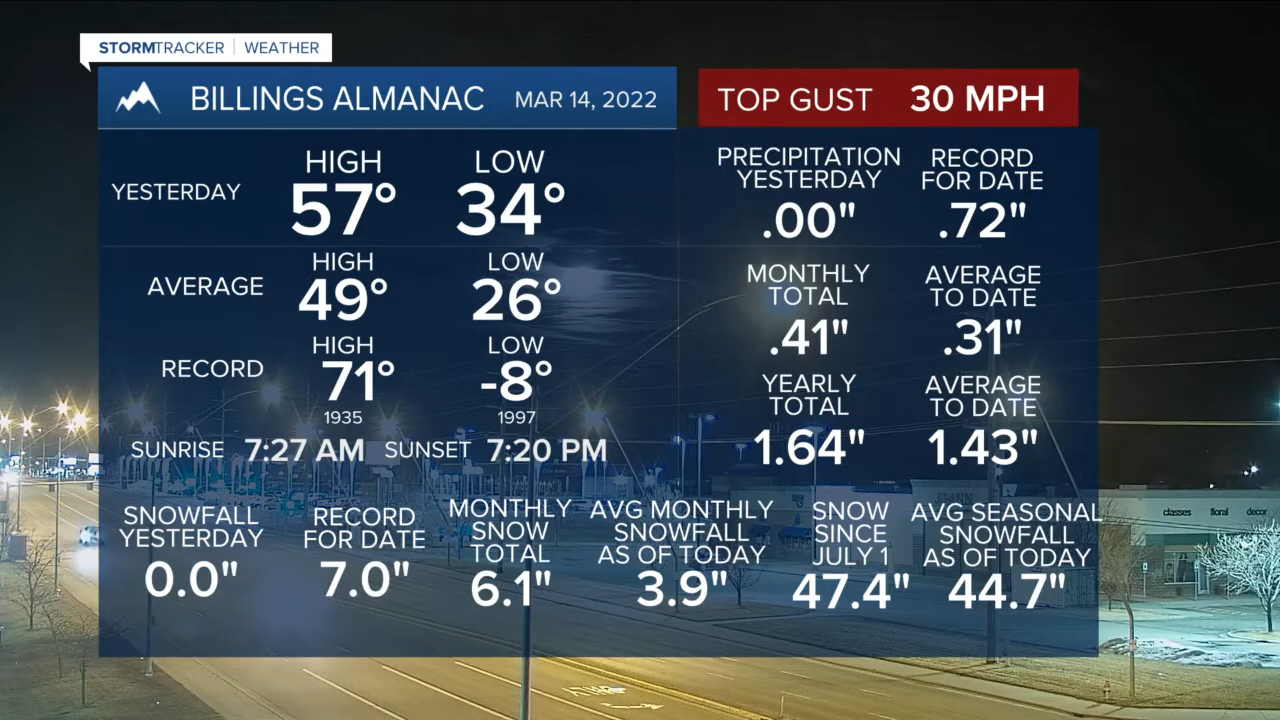 STORMTRACKER | WEATHER
BILLINGS ALMANAC MAR 14, 2022
TOP GUST 30 MPH
HIGH LOW
YESTERDAY 57° 34°
HIGH LOW
AVERAGE 49° 26°
HIGH LOW
RECORD 71° -8°
1935 1997
SUNRISE 7:27 AM SUNSET 7:20 PM
PRECIPITATION
YESTERDAY
.00"
RECORD
FOR DATE
.72"
MONTHLY
TOTAL
.41"
AVERAGE
TO DATE
.31"
YEARLY
TOTAL
1.64"
AVERAGE
TO DATE
1.43"
SNOWFALL
YESTERDAY
0.0"
RECORD
FOR DATE
7.0"
MONTHLY
SNOW
TOTAL
6.1"
AVG MONTHLY
SNOWFALL
AS OF TODAY
3.9"
SNOW
SINCE
JULY 1
47.4"
AVG SEASONAL
SNOWFALL
AS OF TODAY
44.7"
classes floral decor